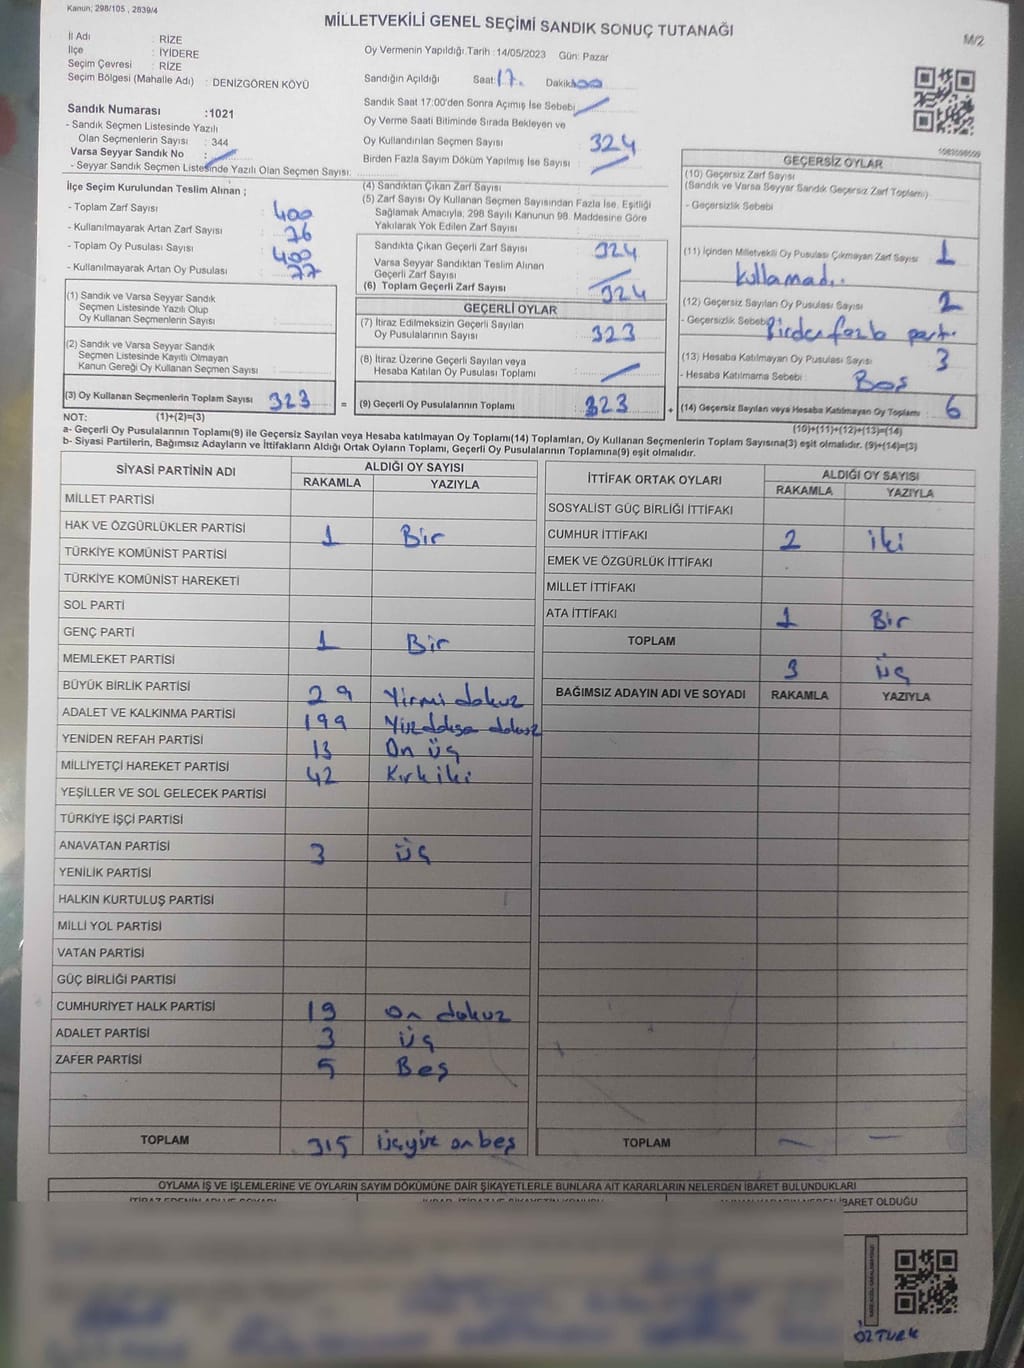 Kanun; 298/105 , 2839/4
MİLLETVEKİLİ GENEL SEÇİMİ SANDIK SONUÇ TUTANAĞI
M/2
İl Adı : RİZE
İlçe : İYİDERE
Seçim Çevresi : RİZE
Seçim Bölgesi (Mahalle Adı) : DENİZGÖREN KÖYÜ
Sandık Numarası :1021
- Sandık Seçmen Listesinde Yazılı
Olan Seçmenlerin Sayısı : 344
Varsa Seyyar Sandık No :
- Seyyar Sandık Seçmen Listesinde Yazılı Olan Seçmen Sayısı:
Oy Vermenin Yapıldığı Tarih :14/05/2023 Gün: Pazar
Sandığın Açıldığı Saat: 17. Dakika 00
Sandık Saat 17:00'den Sonra Açımış İse Sebebi
Oy Verme Saati Bitiminde Sırada Bekleyen ve
Oy Kullandırılan Seçmen Sayısı 324
Birden Fazla Sayım Döküm Yapılmış İse Sayısı
İlçe Seçim Kurulundan Teslim Alınan ;
- Toplam Zarf Sayısı : 400
- Kullanılmayarak Artan Zarf Sayısı : 76
- Toplam Oy Pusulası Sayısı : 400
- Kullanılmayarak Artan Oy Pusulası : 77
(1) Sandık ve Varsa Seyyar Sandık
Seçmen Listesinde Yazılı Olup
Oy Kullanan Seçmenlerin Sayısı :
(2) Sandık ve Varsa Seyyar Sandık
Seçmen Listesinde Kayıtlı Olmayan
Kanun Gereği Oy Kullanan Seçmen Sayısı :
(3) Oy Kullanan Seçmenlerin Toplam Sayısı 323 =
(4) Sandıktan Çıkan Zarf Sayısı :
(5) Zarf Sayısı Oy Kullanan Seçmen Sayısından Fazla İse, Eşitliği
Sağlamak Amacıyla, 298 Sayılı Kanunun 98. Maddesine Göre
Yakılarak Yok Edilen Zarf Sayısı :
Sandıkta Çıkan Geçerli Zarf Sayısı : 324
Varsa Seyyar Sandıktan Teslim Alınan
Geçerli Zarf Sayısı
(6) Toplam Geçerli Zarf Sayısı : 324
GEÇERLİ OYLAR
(7) İtiraz Edilmeksizin Geçerli Sayılan
Oy Pusulalarının Sayısı : 323
(8) İtiraz Üzerine Geçerli Sayılan veya
Hesaba Katılan Oy Pusulası Toplamı
(9) Geçerli Oy Pusulalarının Toplamı : 323 +
GEÇERSİZ OYLAR
(10) Geçersiz Zarf Sayısı
(Sandık ve Varsa Seyyar Sandık Geçersiz Zarf Toplamı)
- Geçersizlik Sebebi
(11) İçinden Milletvekili Oy Pusulası Çıkmayan Zarf Sayısı 1
kullamadı.
(12) Geçersiz Sayılan Oy Pusulası Sayısı 2
- Geçersizlik Sebebi Birden fazla parti.
(13) Hesaba Katılmayan Oy Pusulası Sayısı 3
- Hesaba Katılmama Sebebi : Boş
(14) Geçersiz Sayılan veya Hesaba Katılmayan Oy Toplamı 6
(10)+(11)+(12)+(13)=(14)
NOT: (1)+(2)=(3)
a- Geçerli Oy Pusulalarının Toplamı(9) ile Geçersiz Sayılan veya Hesaba katılmayan Oy Toplamı(14) Toplamları, Oy Kullanan Seçmenlerin Toplam Sayısına(3) eşit olmalıdır. (9)+(14)=(3)
b- Siyasi Partilerin, Bağımsız Adayların ve İttifakların Aldığı Ortak Oyların Toplamı, Geçerli Oy Pusulalarının Toplamına(9) eşit olmalıdır.
SİYASİ PARTİNİN ADI ALDIĞI OY SAYISI
RAKAMLA YAZIYLA
MİLLET PARTİSİ
HAK VE ÖZGÜRLÜKLER PARTİSİ 1 Bir
TÜRKİYE KOMÜNİST PARTİSİ
TÜRKİYE KOMÜNİST HAREKETİ
SOL PARTİ
GENÇ PARTİ 1 Bir
MEMLEKET PARTİSİ
BÜYÜK BİRLİK PARTİSİ 29 Yirmi dokuz
ADALET VE KALKINMA PARTİSİ 199
YENİDEN REFAH PARTİSİ 13 On üç
MİLLİYETÇİ HAREKET PARTİSİ 42 Kırk iki
YEŞİLLER VE SOL GELECEK PARTİSİ
TÜRKİYE İŞÇİ PARTİSİ
ANAVATAN PARTİSİ 3 üç
YENİLİK PARTİSİ
HALKIN KURTULUŞ PARTİSİ
MİLLİ YOL PARTİSİ
VATAN PARTİSİ
GÜÇ BİRLİĞİ PARTİSİ
CUMHURİYET HALK PARTİSİ 19 on dokuz
ADALET PARTİSİ 3 üç
ZAFER PARTİSİ 5 Beş
TOPLAM 315 üçyüz on beş
İTTİFAK ORTAK OYLARI ALDIĞI OY SAYISI
RAKAMLA YAZIYLA
SOSYALİST GÜÇ BİRLİĞİ İTTİFAKI
CUMHUR İTTİFAKI 2 iki
EMEK VE ÖZGÜRLÜK İTTİFAKI
MİLLET İTTİFAKI
ATA İTTİFAKI 1 Bir
TOPLAM 3 üç
BAĞIMSIZ ADAYIN ADI VE SOYADI RAKAMLA YAZIYLA
TOPLAM — —
OYLAMA İŞ VE İŞLEMLERİNE VE OYLARIN SAYIM DÖKÜMÜNE DAİR ŞİKAYETLERLE BUNLARA AİT KARARLARIN NELERDEN İBARET BULUNDUKLARI
İBARET OLDUĞU
ÖZTÜRK